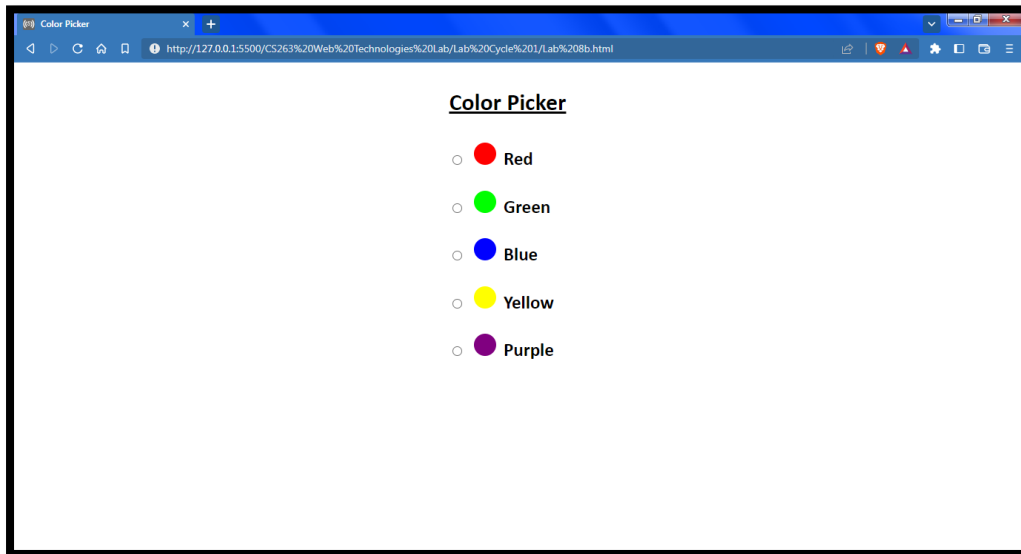 Color Picker
http://127.0.0.1:5500/CS263%20Web%20Technologies%20Lab/Lab%20Cycle%201/Lab%208b.html
Color Picker
Red
Green
Blue
Yellow
Purple